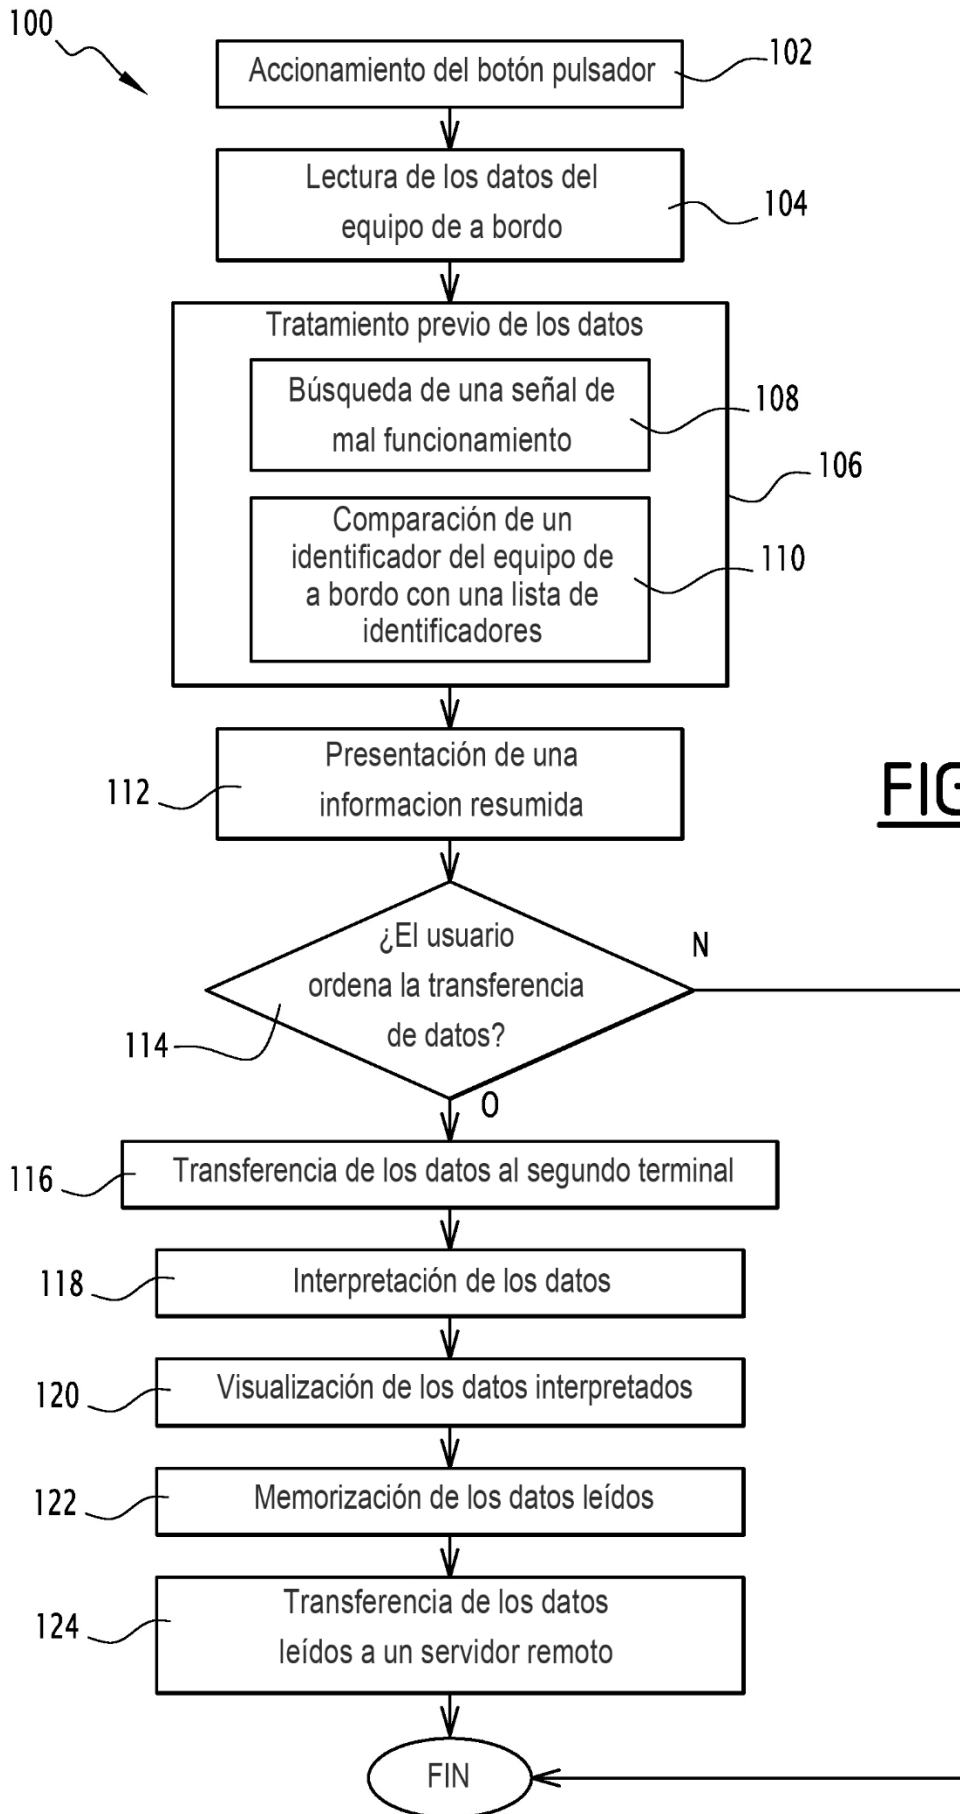 100
Accionamiento del botón pulsador
102
Lectura de los datos del
equipo de a bordo
104
Tratamiento previo de los datos
Búsqueda de una señal de
mal funcionamiento
108
106
Comparación de un
identificador del equipo de
a bordo con una lista de
identificadores
110
Presentación de una
informacion resumida
112
FIG
¿El usuario
ordena la transferencia
de datos?
N
114
O
Transferencia de los datos al segundo terminal
116
Interpretación de los datos
118
Visualización de los datos interpretados
120
Memorización de los datos leídos
122
Transferencia de los datos
leídos a un servidor remoto
124
FIN